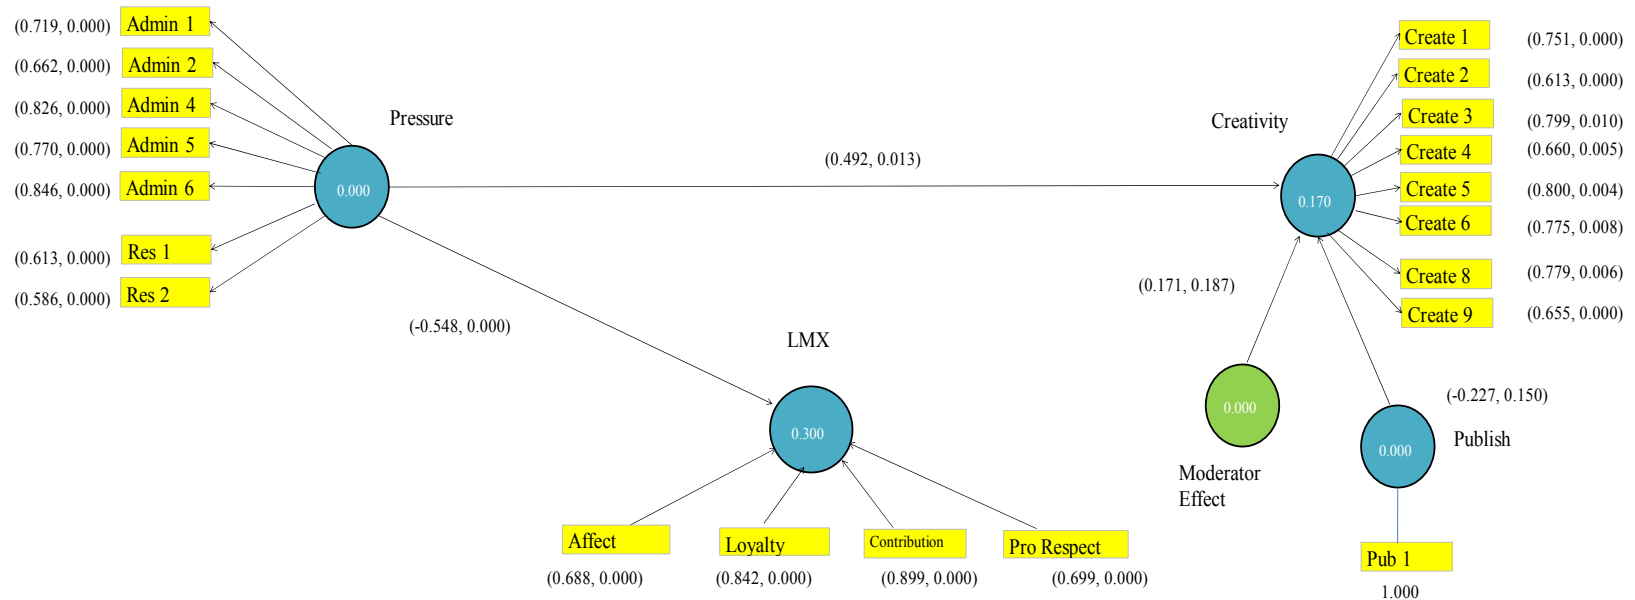 (0.719, 0.000) Admin 1
(0.662, 0.000) Admin 2
(0.826, 0.000) Admin 4
(0.770, 0.000) Admin 5
(0.846, 0.000) Admin 6
(0.613, 0.000) Res 1
(0.586, 0.000) Res 2
Pressure
0.000
(0.492, 0.013)
Creativity
0.170
Create 1 (0.751, 0.000)
Create 2 (0.613, 0.000)
Create 3 (0.799, 0.010)
Create 4 (0.660, 0.005)
Create 5 (0.800, 0.004)
Create 6 (0.775, 0.008)
Create 8 (0.779, 0.006)
Create 9 (0.655, 0.000)
(-0.548, 0.000)
LMX
0.300
(0.171, 0.187)
0.000
Moderator
Effect
(-0.227, 0.150)
0.000
Publish
Affect
Loyalty
Contribution
Pro Respect
(0.688, 0.000)
(0.842, 0.000)
(0.899, 0.000)
(0.699, 0.000)
Pub 1
1.000